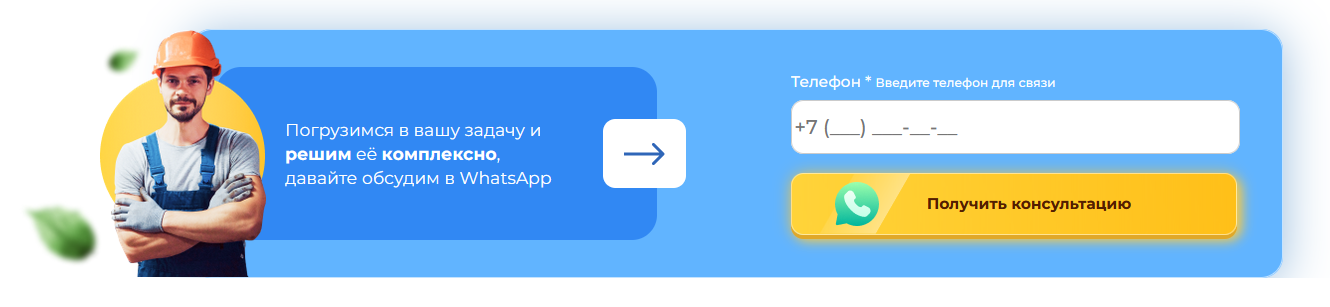 Погрузимся в вашу задачу и
решим её комплексно,
давайте обсудим в WhatsApp
Телефон * Введите телефон для связи
+7 (___) ___-__-__
Получить консультацию